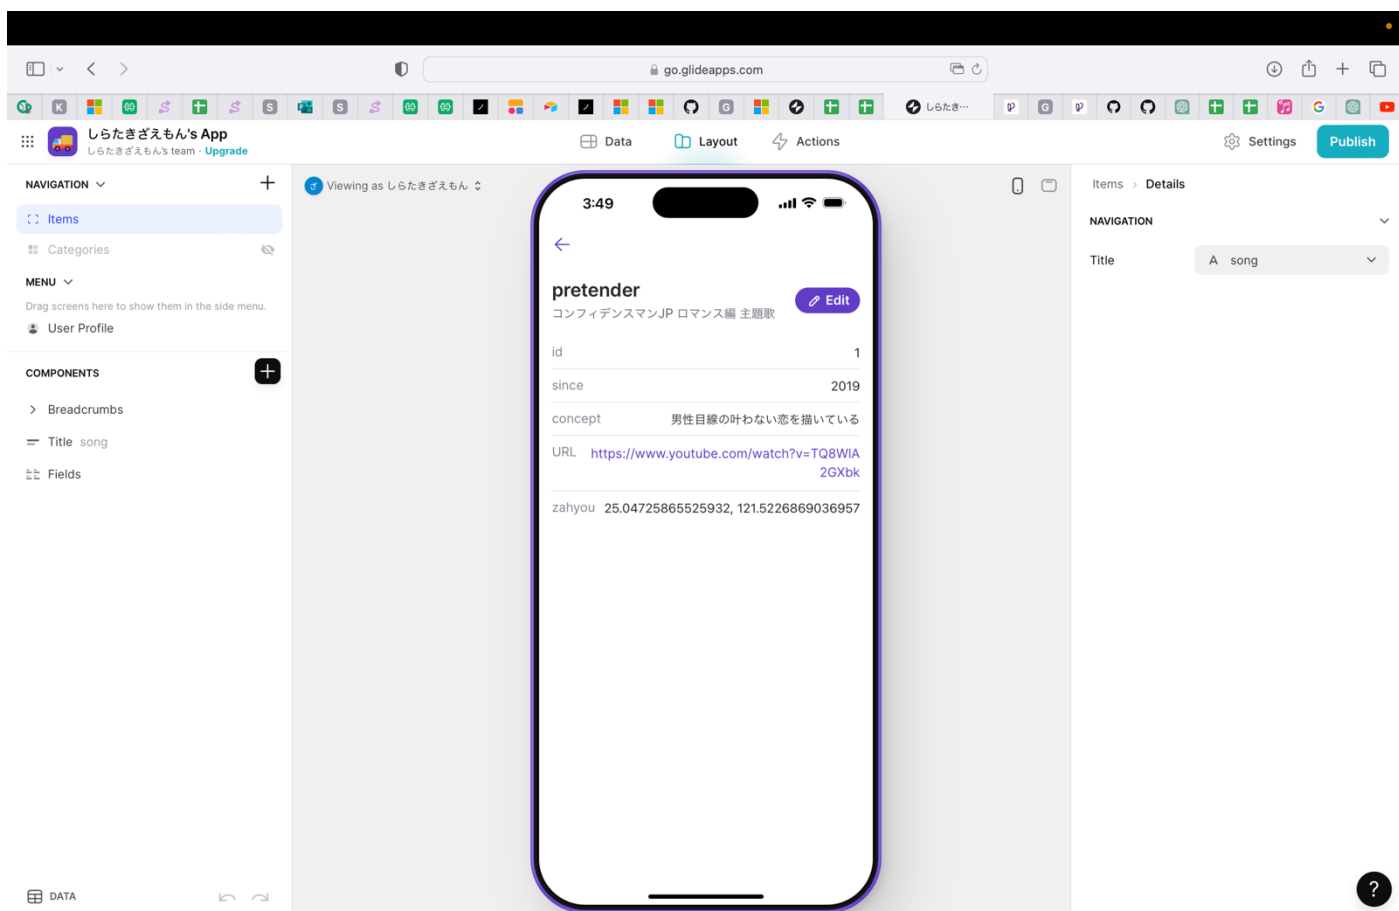 go.glideapps.com
しらたき…
しらたきざえもん's App
しらたきざえもん's team · Upgrade
Data
Layout
Actions
Settings
Publish
NAVIGATION
Items
Categories
MENU
Drag screens here to show them in the side menu.
User Profile
COMPONENTS
Breadcrumbs
Title song
Fields
DATA
ざ Viewing as しらたきざえもん
3:49
pretender
Edit
コンフィデンスマンJP ロマンス編 主題歌
id 1
since 2019
concept 男性目線の叶わない恋を描いている
URL https://www.youtube.com/watch?v=TQ8WlA
2GXbk
zahyou 25.04725865525932, 121.5226869036957
Items > Details
NAVIGATION
Title A song
?